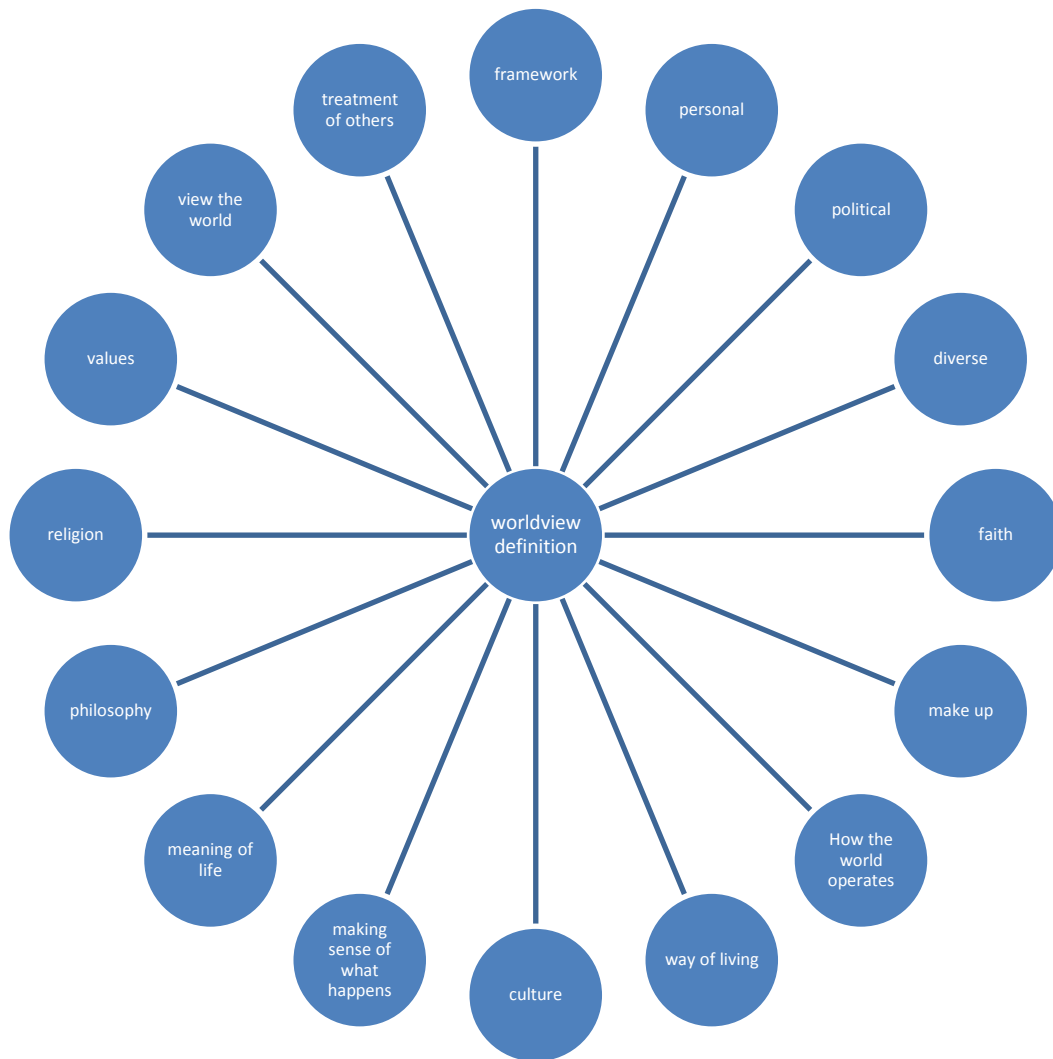 framework
personal
political
diverse
faith
make up
How the
world
operates
way of living
culture
making
sense of
what
happens
meaning of
life
philosophy
religion
values
view the
world
treatment
of others
worldview
definition